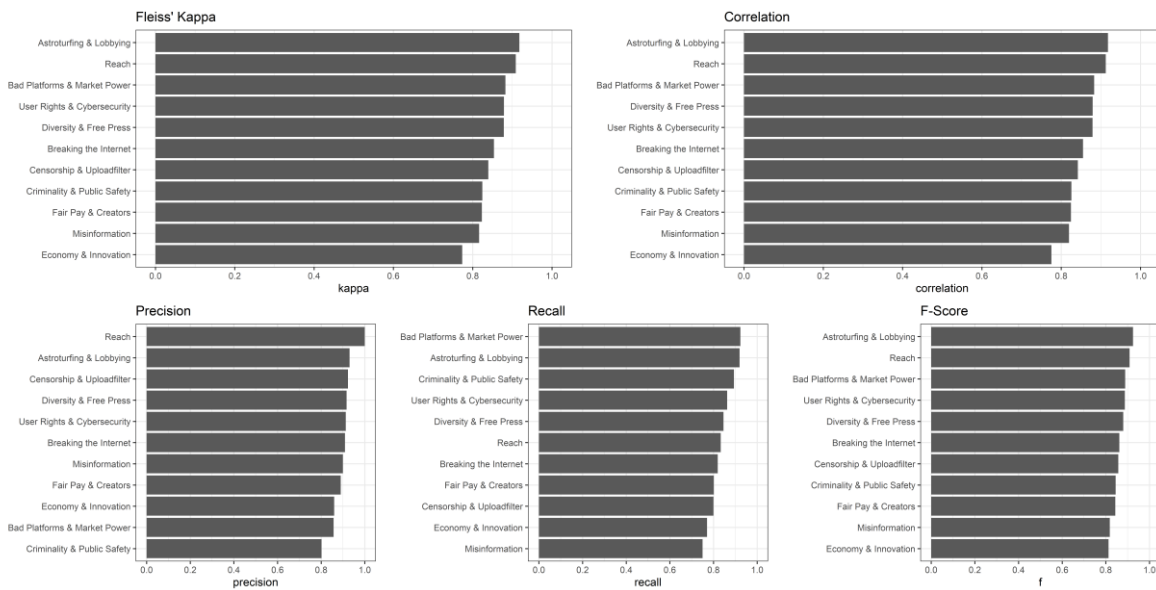 Fleiss' Kappa
Astroturfing & Lobbying
Reach
Bad Platforms & Market Power
User Rights & Cybersecurity
Diversity & Free Press
Breaking the Internet
Censorship & Uploadfilter
Criminality & Public Safety
Fair Pay & Creators
Misinformation
Economy & Innovation
0.0 0.2 0.4 0.6 0.8 1.0
kappa
Correlation
Astroturfing & Lobbying
Reach
Bad Platforms & Market Power
Diversity & Free Press
User Rights & Cybersecurity
Breaking the Internet
Censorship & Uploadfilter
Criminality & Public Safety
Fair Pay & Creators
Misinformation
Economy & Innovation
0.0 0.2 0.4 0.6 0.8 1.0
correlation
Precision
Reach
Astroturfing & Lobbying
Censorship & Uploadfilter
Diversity & Free Press
User Rights & Cybersecurity
Breaking the Internet
Misinformation
Fair Pay & Creators
Economy & Innovation
Bad Platforms & Market Power
Criminality & Public Safety
0.0 0.2 0.4 0.6 0.8 1.0
precision
Recall
Bad Platforms & Market Power
Astroturfing & Lobbying
Criminality & Public Safety
User Rights & Cybersecurity
Diversity & Free Press
Reach
Breaking the Internet
Fair Pay & Creators
Censorship & Uploadfilter
Economy & Innovation
Misinformation
0.0 0.2 0.4 0.6 0.8 1.0
recall
F-Score
Astroturfing & Lobbying
Reach
Bad Platforms & Market Power
User Rights & Cybersecurity
Diversity & Free Press
Breaking the Internet
Censorship & Uploadfilter
Criminality & Public Safety
Fair Pay & Creators
Misinformation
Economy & Innovation
0.0 0.2 0.4 0.6 0.8 1.0
f